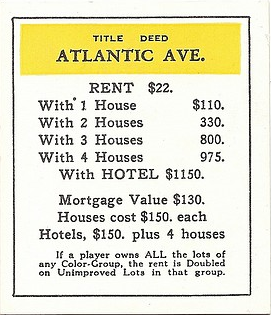 TITLE DEED
ATLANTIC AVE.
RENT $22.
With 1 House $110.
With 2 Houses 330.
With 3 Houses 800.
With 4 Houses 975.
With HOTEL $1150.
Mortgage Value $130.
Houses cost $150. each
Hotels, $150. plus 4 houses
If a player owns ALL the lots of
any Color-Group, the rent is Doubled
on Unimproved Lots in that group.